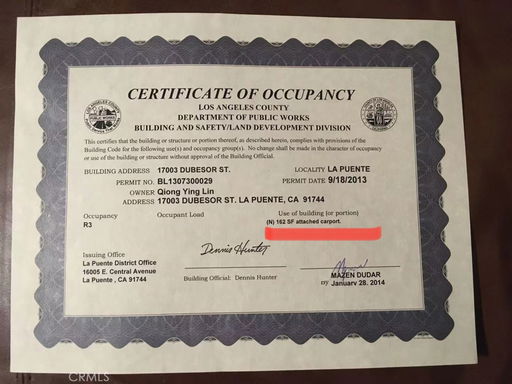 CERTIFICATE OF OCCUPANCY
LOS ANGELES COUNTY
DEPARTMENT OF PUBLIC WORKS
BUILDING AND SAFETY/LAND DEVELOPMENT DIVISION
This certifies that the building or structure or portion thereof, as described herein, complies with provisions of the
Building Code for the following use(s) and occupancy group(s). No change shall be made in the character of occupancy
or use of the building or structure without approval of the Building Official.
BUILDING ADDRESS 17003 DUBESOR ST. LOCALITY LA PUENTE
PERMIT NO. BL1307300029 PERMIT DATE 9/18/2013
OWNER Qiong Ying Lin
ADDRESS 17003 DUBESOR ST. LA PUENTE, CA 91744
Occupancy Occupant Load Use of building (or portion)
R3 (N) 162 SF attached carport.
Dennis Hunter
Issuing Office
La Puente District Office
16005 E. Central Avenue
La Puente , CA 91744
Building Official: Dennis Hunter
MAZEN DUDAR
January 28, 2014
CRMLS